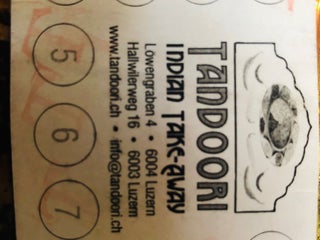 TANDOORI
INDIAN TAKE-AWAY
Löwengraben 4 • 6004 Luzern
Hallwilerweg 16 • 6003 Luzern
www.tandoori.ch • info@tandoori.ch
5
6
7